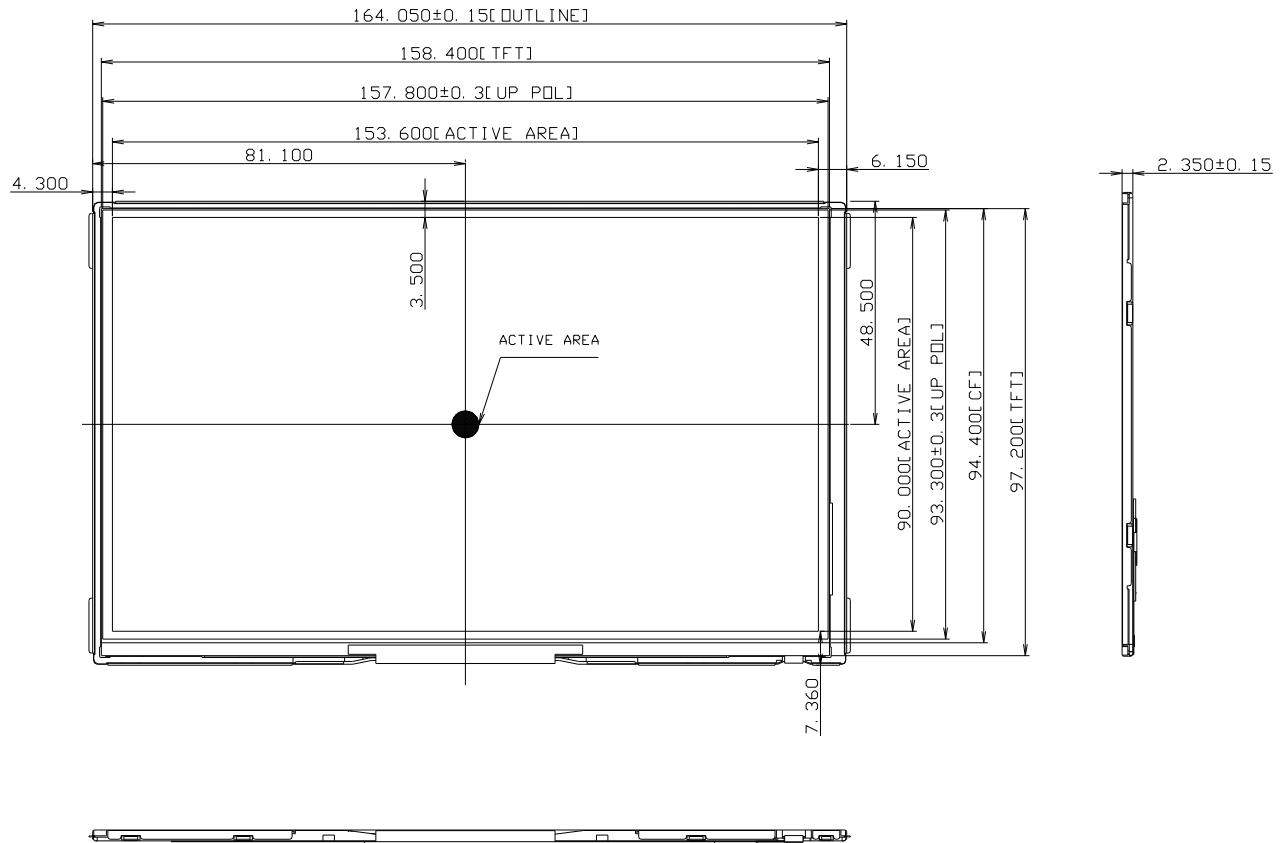 164.050±0.15[OUTLINE]
158.400[TFT]
157.800±0.3[UP POL]
153.600[ACTIVE AREA]
81.100
6.150
2.350±0.15
4.300
3.500
48.500
ACTIVE AREA
90.000[ACTIVE AREA]
93.300±0.3[UP POL]
94.400[CF]
97.200[TFT]
7.360